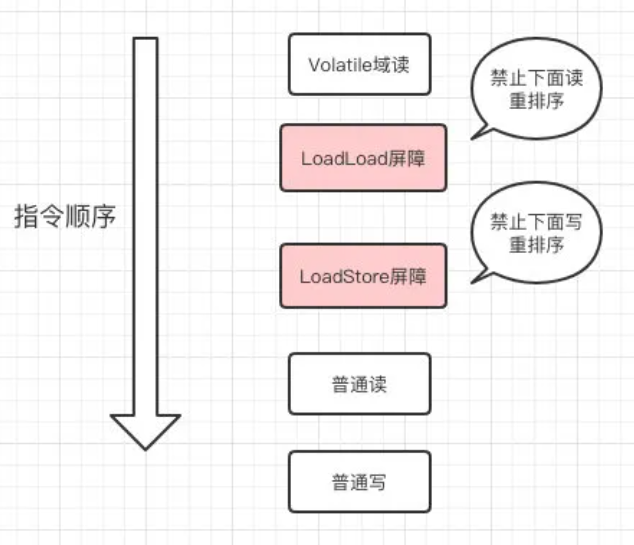 Volatile域读
禁止下面读
重排序
LoadLoad屏障
指令顺序
禁止下面写
重排序
LoadStore屏障
普通读
普通写